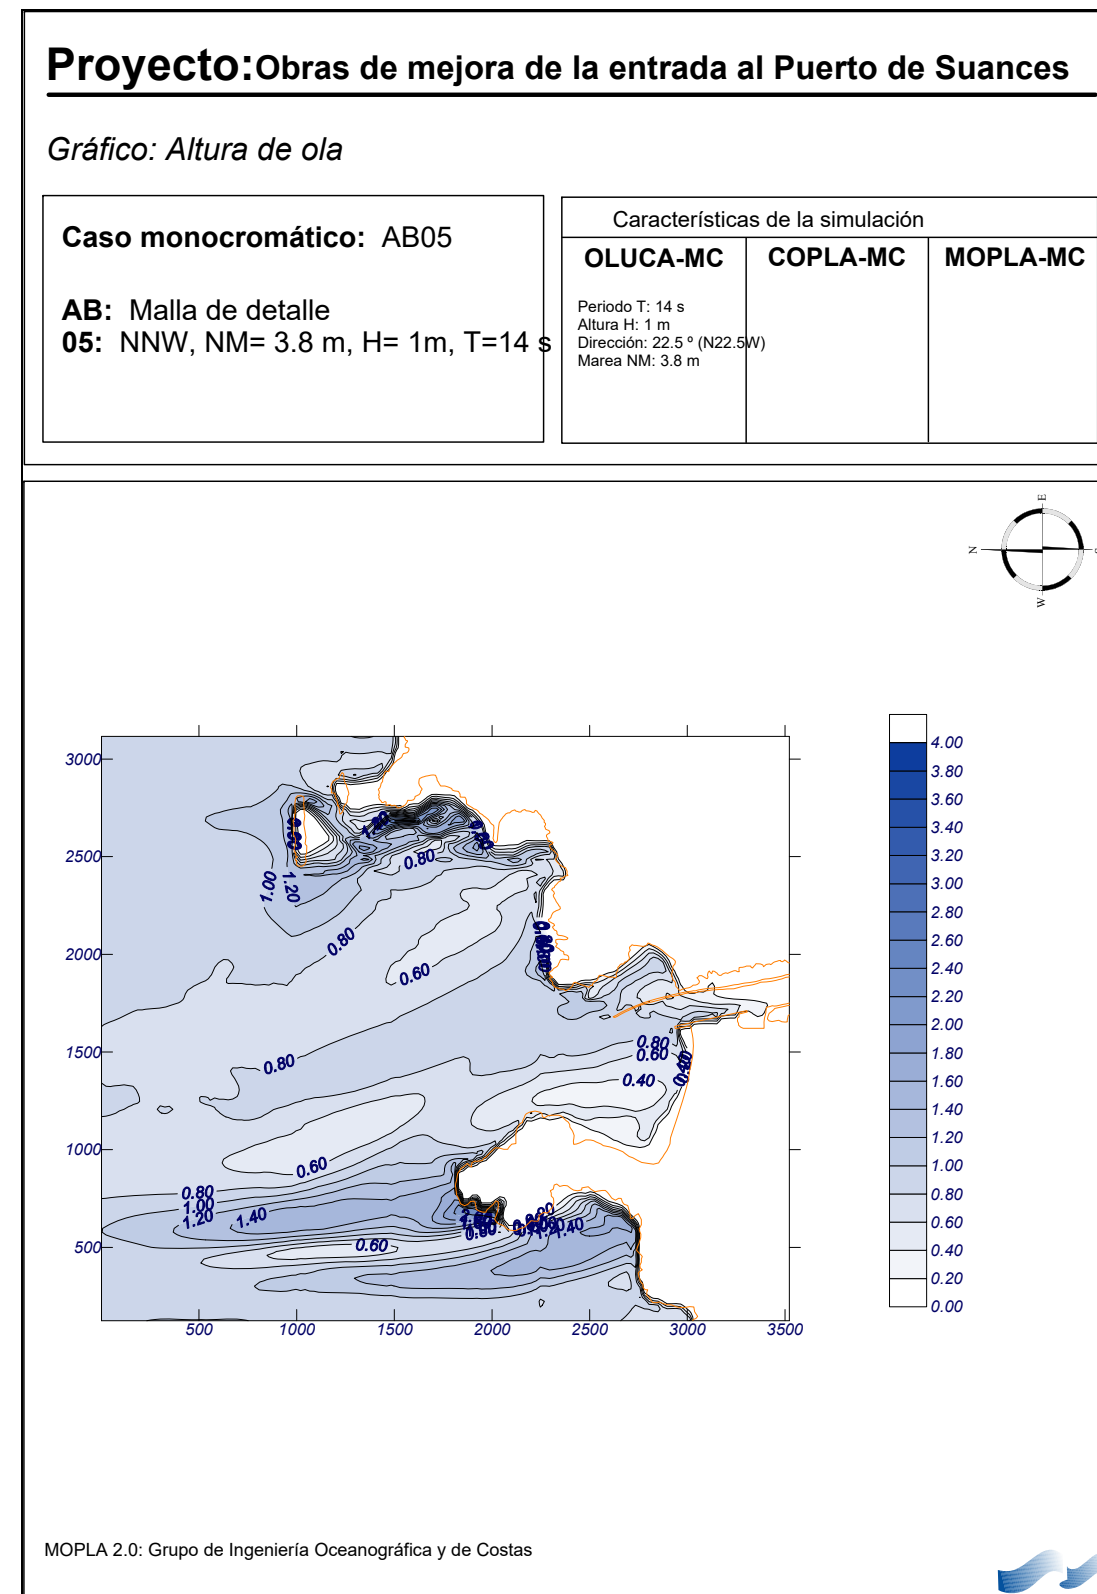 Proyecto:Obras de mejora de la entrada al Puerto de Suances
Gráfico: Altura de ola
Caso monocromático: AB05
AB: Malla de detalle
05: NNW, NM= 3.8 m, H= 1m, T=14 s
Características de la simulación
OLUCA-MC COPLA-MC MOPLA-MC
Periodo T: 14 s
Altura H: 1 m
Dirección: 22.5 º (N22.5W)
Marea NM: 3.8 m
E
N
W
3000
2500
2000
1500
1000
500
500 1000 1500 2000 2500 3000 3500
1.20
0.80
1.00
1.20
0.80
0.60
0.80
0.80
0.60
0.40
0.60
0.80
1.00
1.20
1.40
0.60
1.40
4.00
3.80
3.60
3.40
3.20
3.00
2.80
2.60
2.40
2.20
2.00
1.80
1.60
1.40
1.20
1.00
0.80
0.60
0.40
0.20
0.00
MOPLA 2.0: Grupo de Ingeniería Oceanográfica y de Costas